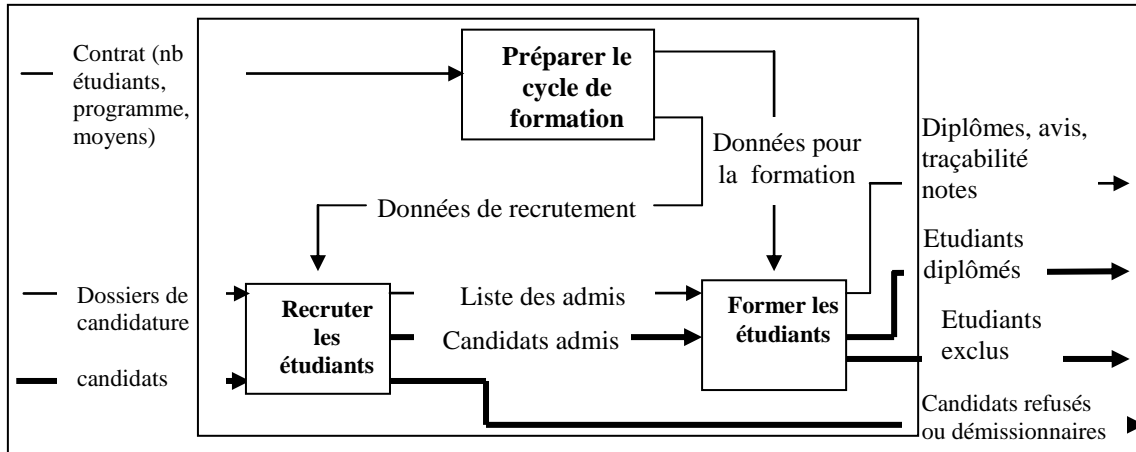 Contrat (nb
étudiants,
programme,
moyens)
Préparer le
cycle de
formation
Données pour
la formation
Données de recrutement
Diplômes, avis,
traçabilité
notes
Etudiants
diplômés
Dossiers de
candidature
Recruter
les
étudiants
Liste des admis
Candidats admis
Former les
étudiants
Etudiants
exclus
candidats
Candidats refusés
ou démissionnaires